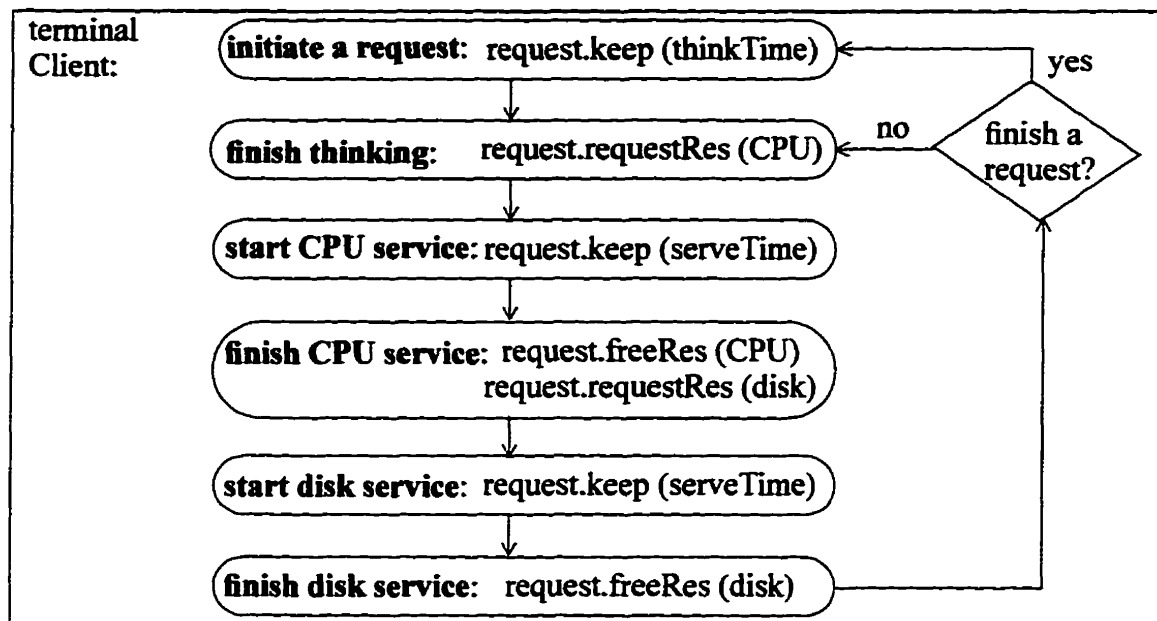 terminal
Client:
initiate a request: request.keep (thinkTime)
yes
finish thinking: request.requestRes (CPU)
no
finish a
request?
start CPU service: request.keep (serveTime)
finish CPU service: request.freeRes (CPU)
request.requestRes (disk)
start disk service: request.keep (serveTime)
finish disk service: request.freeRes (disk)